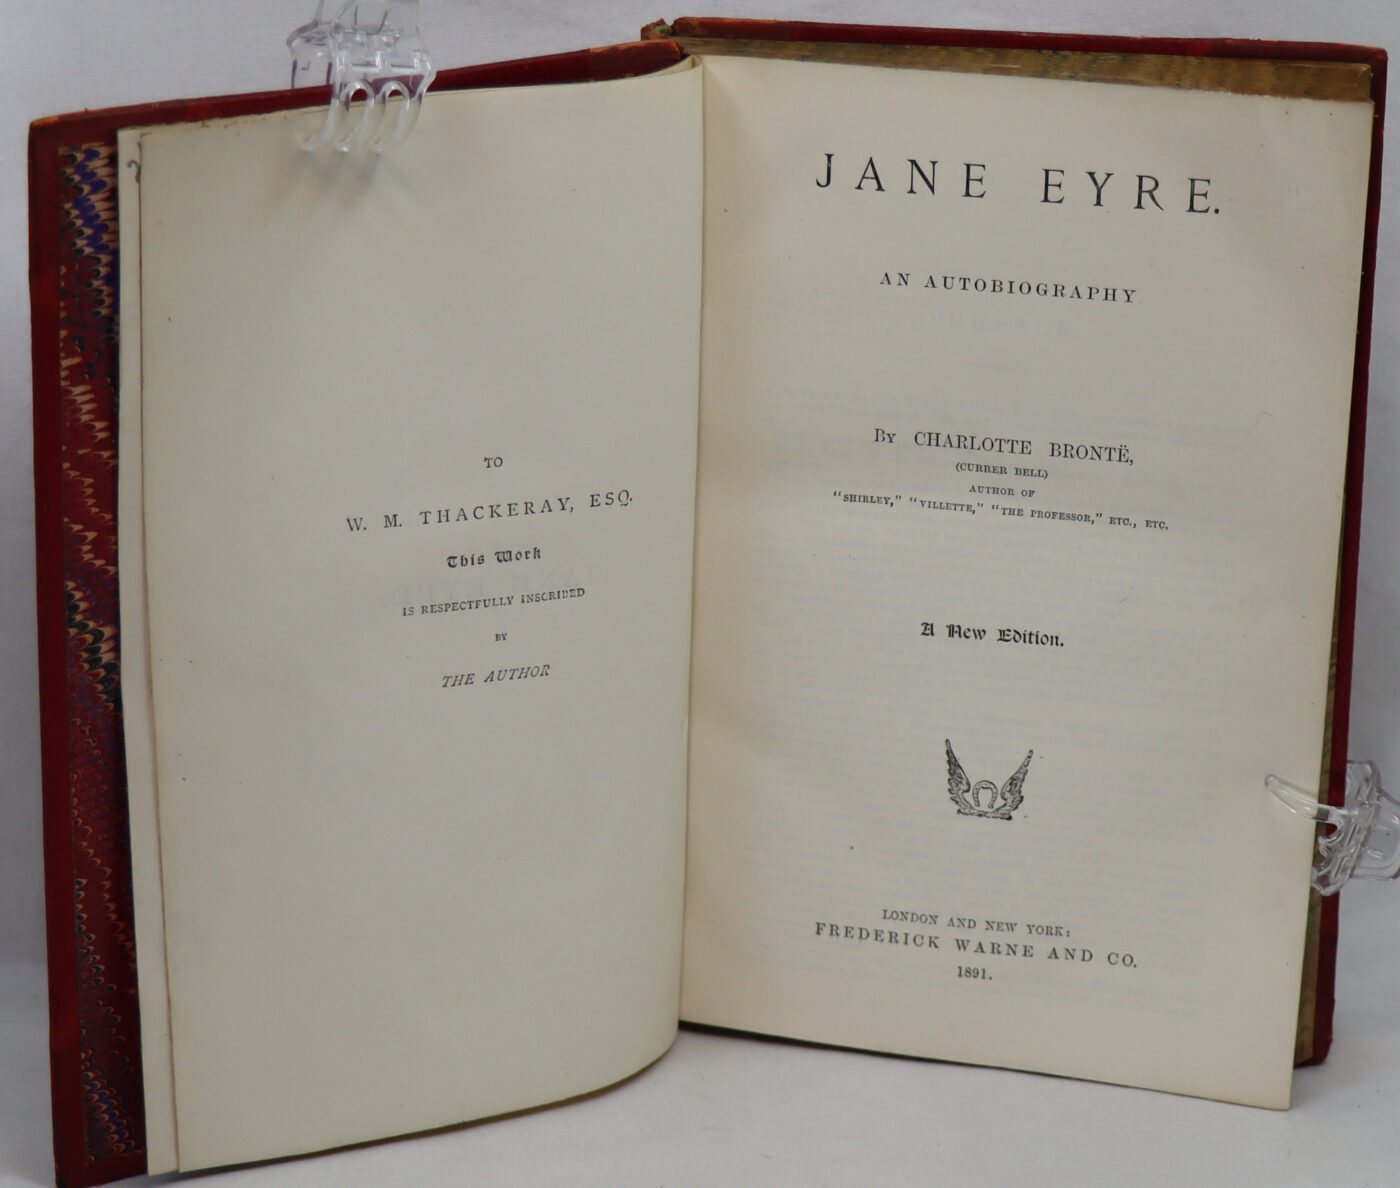 TO
W. M. THACKERAY, ESQ.
This Work
IS RESPECTFULLY INSCRIBED
BY
THE AUTHOR
JANE EYRE.
AN AUTOBIOGRAPHY
By CHARLOTTE BRONTË,
(CURRER BELL)
AUTHOR OF
"SHIRLEY," "VILLETTE," "THE PROFESSOR," ETC., ETC.
A New Edition.
LONDON AND NEW YORK:
FREDERICK WARNE AND CO.
1891.